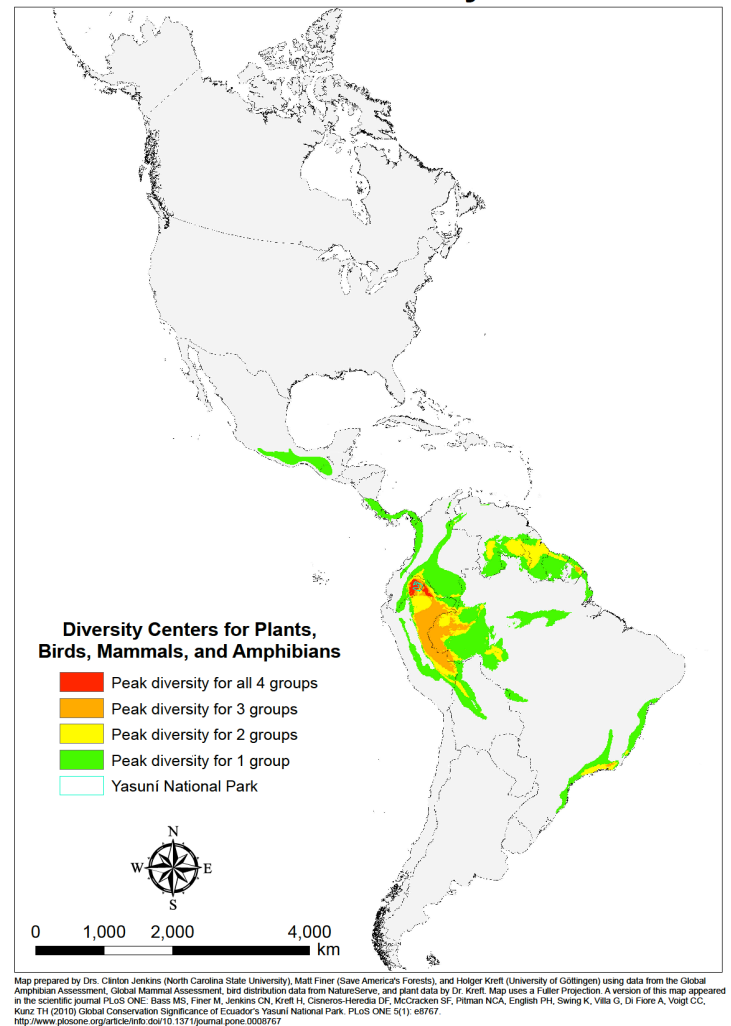 Diversity Centers for Plants,
Birds, Mammals, and Amphibians
Peak diversity for all 4 groups
Peak diversity for 3 groups
Peak diversity for 2 groups
Peak diversity for 1 group
Yasuní National Park
N
W E
S
0 1,000 2,000 4,000
km
Map prepared by Drs. Clinton Jenkins (North Carolina State University), Matt Finer (Save America's Forests), and Holger Kreft (University of Göttingen) using data from the Global
Amphibian Assessment, Global Mammal Assessment, bird distribution data from NatureServe, and plant data by Dr. Kreft. Map uses a Fuller Projection. A version of this map appeared
in the scientific journal PLoS ONE: Bass MS, Finer M, Jenkins CN, Kreft H, Cisneros-Heredia DF, McCracken SF, Pitman NCA, English PH, Swing K, Villa G, Di Fiore A, Voigt CC,
Kunz TH (2010) Global Conservation Significance of Ecuador's Yasuní National Park. PLoS ONE 5(1): e8767.
http://www.plosone.org/article/info:doi/10.1371/journal.pone.0008767